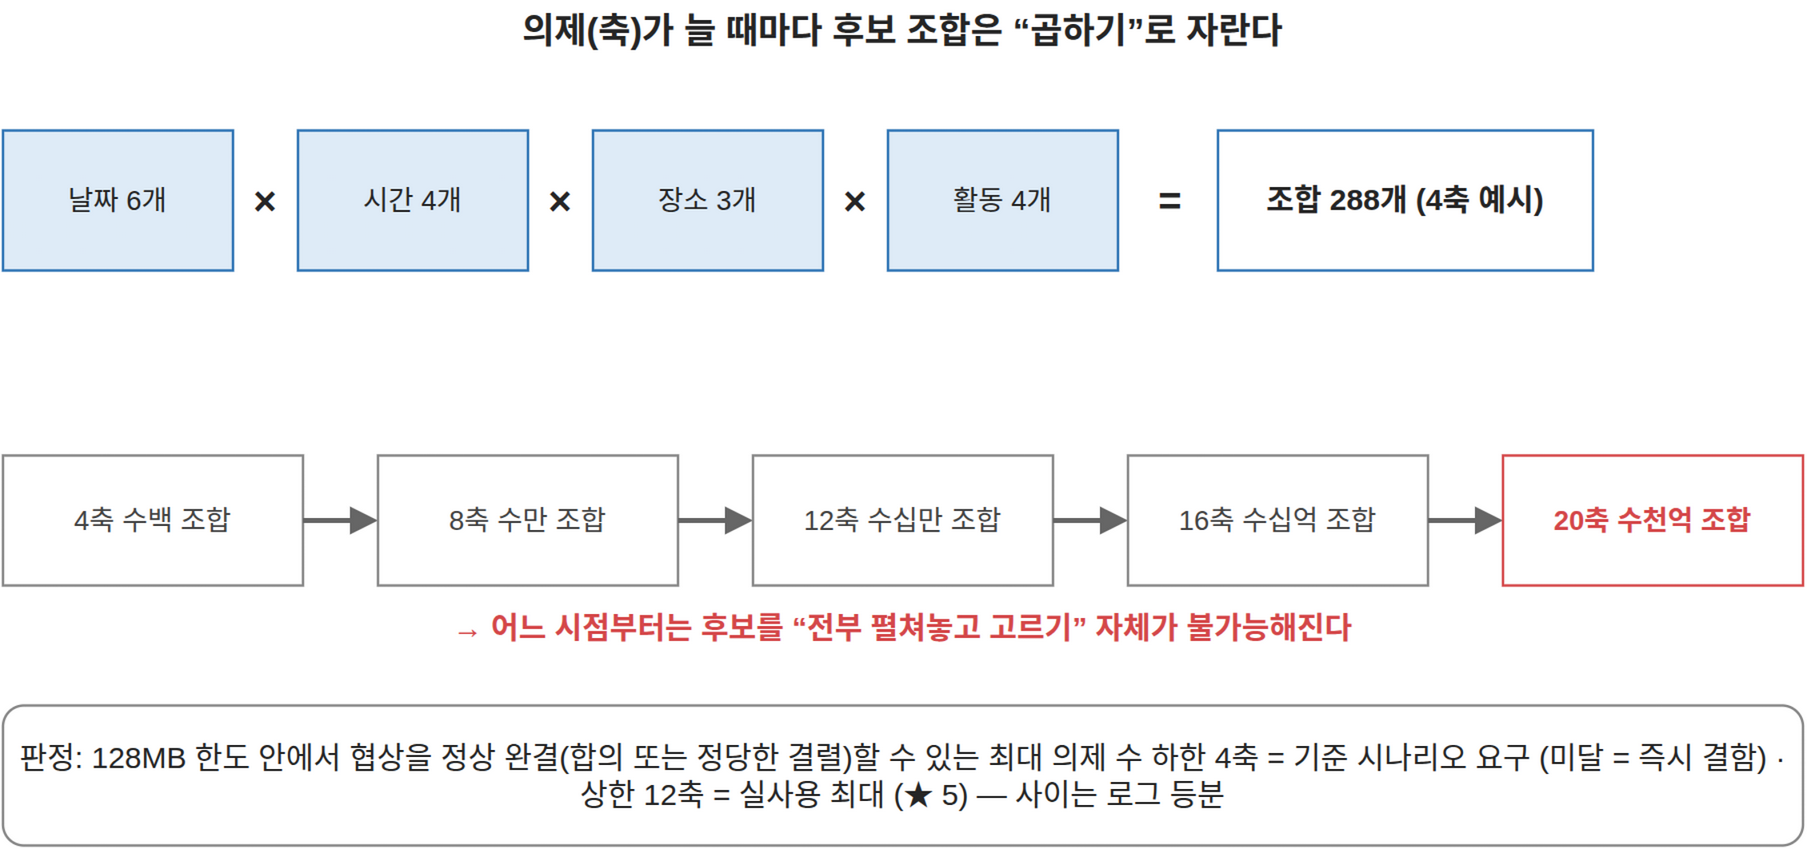 의제(축)가 늘 때마다 후보 조합은 “곱하기”로 자란다
날짜 6개 × 시간 4개 × 장소 3개 × 활동 4개 = 조합 288개 (4축 예시)
4축 수백 조합
8축 수만 조합
12축 수십만 조합
16축 수십억 조합
20축 수천억 조합
→ 어느 시점부터는 후보를 “전부 펼쳐놓고 고르기” 자체가 불가능해진다
판정: 128MB 한도 안에서 협상을 정상 완결(합의 또는 정당한 결렬)할 수 있는 최대 의제 수 하한 4축 = 기준 시나리오 요구 (미달 = 즉시 결함) ·
상한 12축 = 실사용 최대 (★ 5) — 사이는 로그 등분